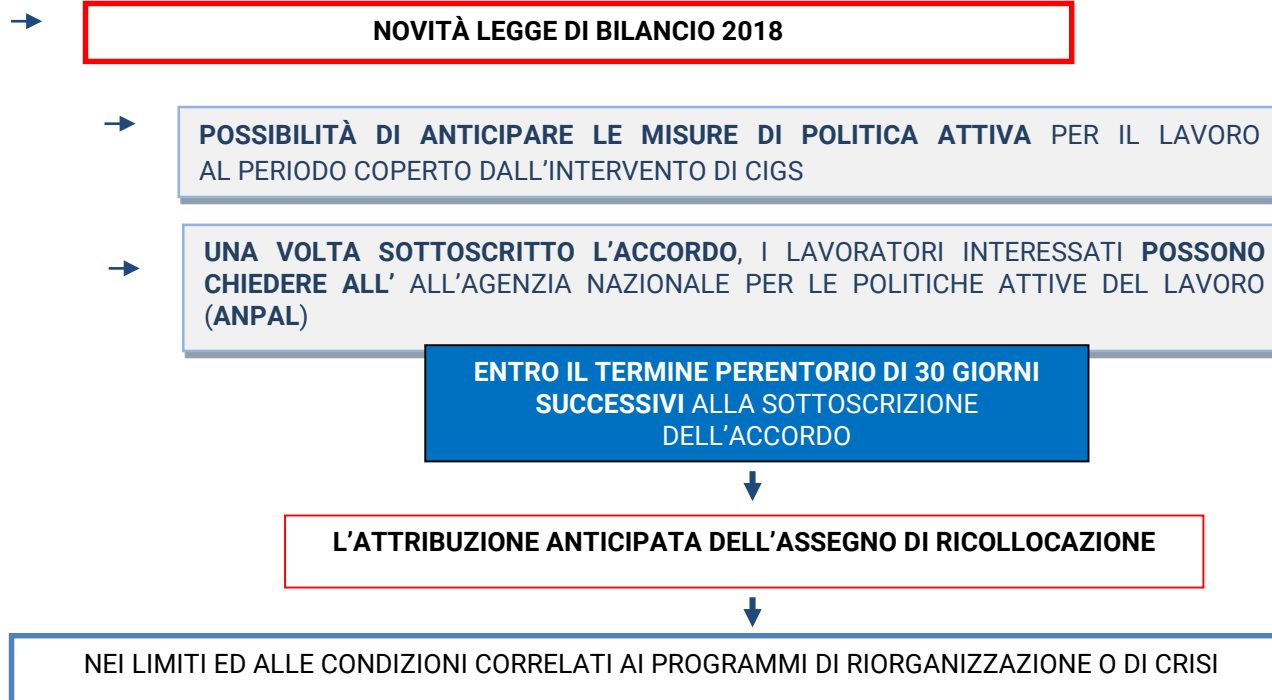 NOVITÀ LEGGE DI BILANCIO 2018
POSSIBILITÀ DI ANTICIPARE LE MISURE DI POLITICA ATTIVA PER IL LAVORO
AL PERIODO COPERTO DALL’INTERVENTO DI CIGS
UNA VOLTA SOTTOSCRITTO L’ACCORDO, I LAVORATORI INTERESSATI POSSONO
CHIEDERE ALL’ ALL’AGENZIA NAZIONALE PER LE POLITICHE ATTIVE DEL LAVORO
(ANPAL)
ENTRO IL TERMINE PERENTORIO DI 30 GIORNI
SUCCESSIVI ALLA SOTTOSCRIZIONE
DELL’ACCORDO
L’ATTRIBUZIONE ANTICIPATA DELL’ASSEGNO DI RICOLLOCAZIONE
NEI LIMITI ED ALLE CONDIZIONI CORRELATI AI PROGRAMMI DI RIORGANIZZAZIONE O DI CRISI